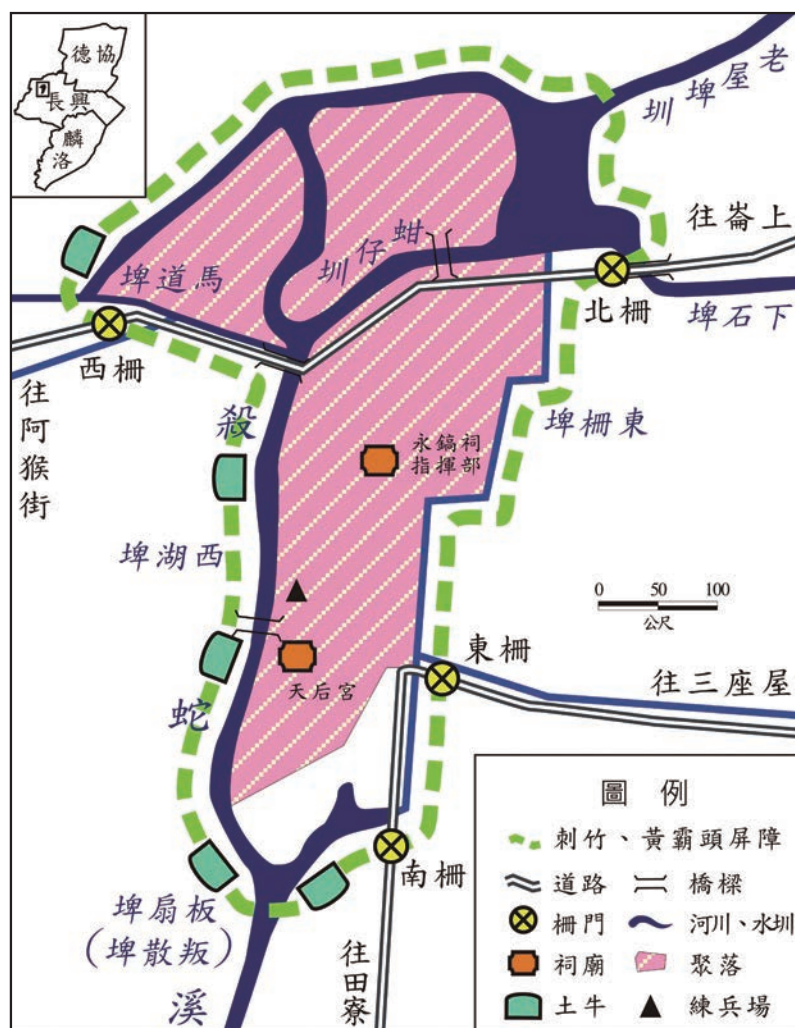 德協
長興
麟洛
老屋埤圳
往崙上
蚶仔圳
馬道埤
北柵
下石埤
西柵
往阿猴街
殺蛇溪
東柵埤
永鎬祠
指揮部
西湖埤
0 50 100
公尺
東柵
往三座屋
天后宮
南柵
板扇埤
(叛散埤)
往田寮
圖例
刺竹、黃霸頭屏障
道路
橋樑
柵門
河川、水圳
祠廟
聚落
土牛
練兵場